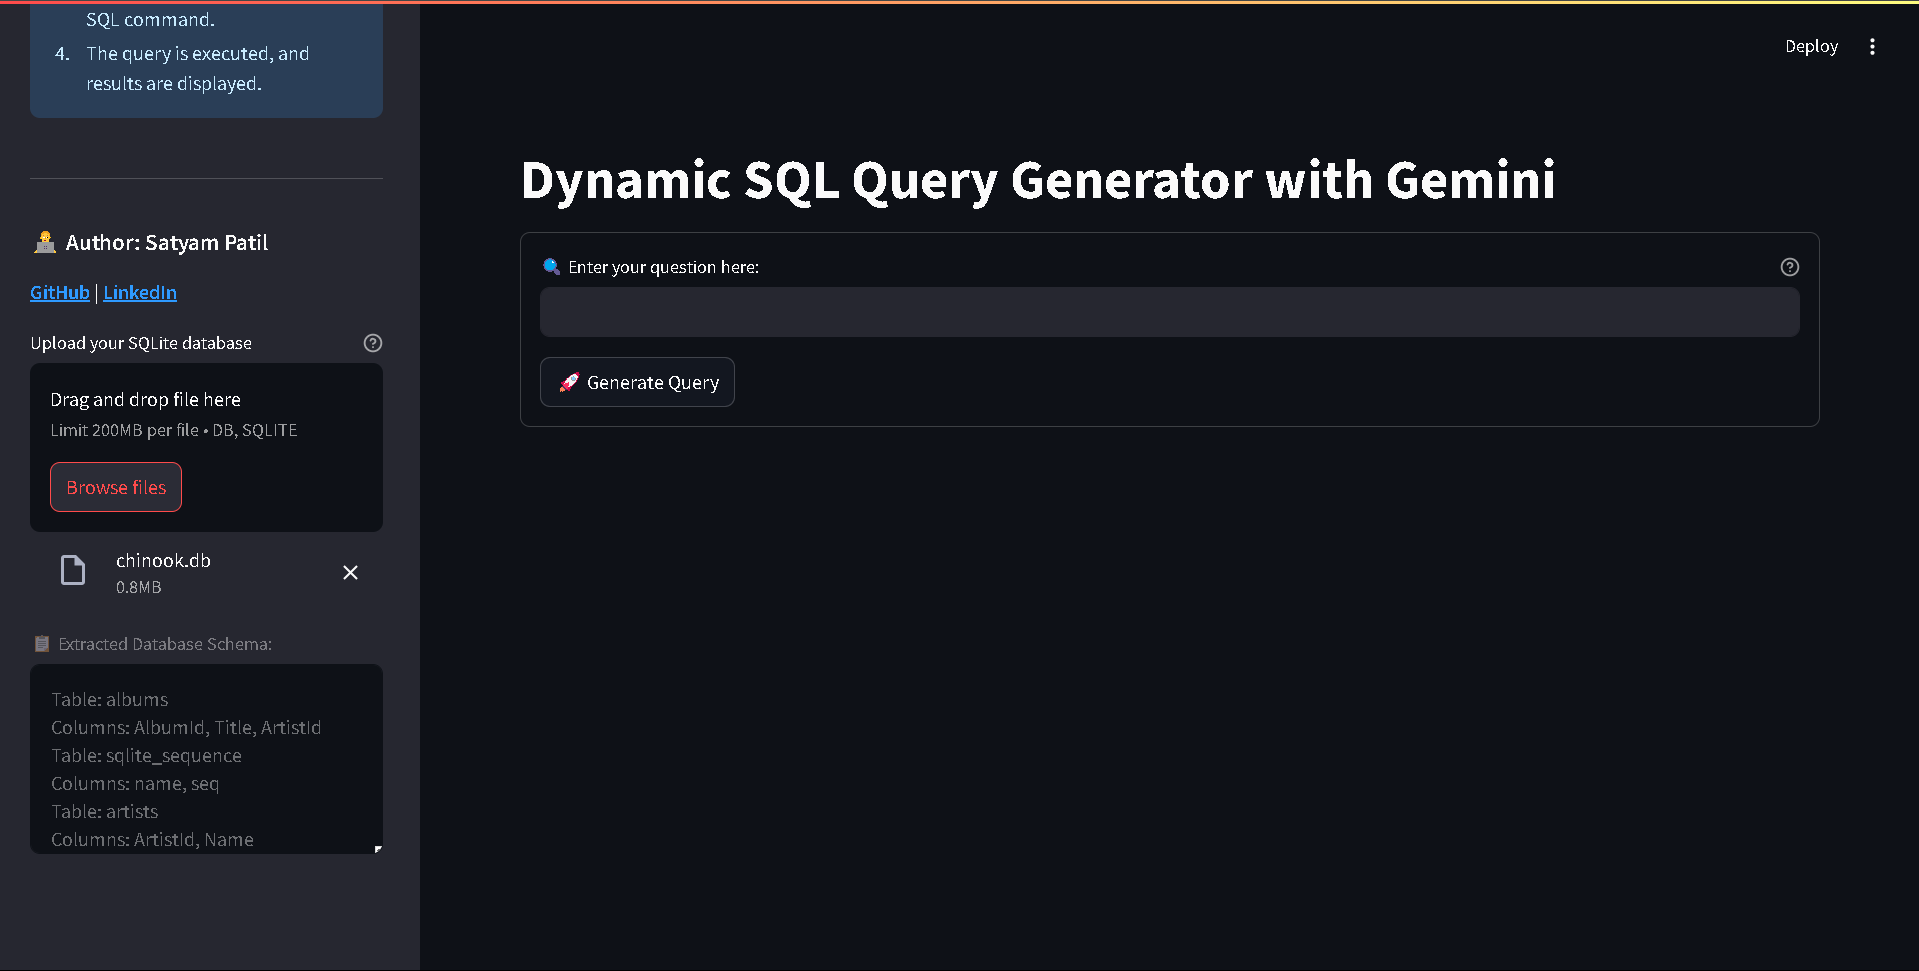 SQL command.
4. The query is executed, and
results are displayed.
Author: Satyam Patil
GitHub | LinkedIn
Upload your SQLite database
Drag and drop file here
Limit 200MB per file • DB, SQLITE
Browse files
chinook.db
0.8MB
Extracted Database Schema:
Table: albums
Columns: AlbumId, Title, ArtistId
Table: sqlite_sequence
Columns: name, seq
Table: artists
Columns: ArtistId, Name
Deploy
Dynamic SQL Query Generator with Gemini
Enter your question here:
Generate Query